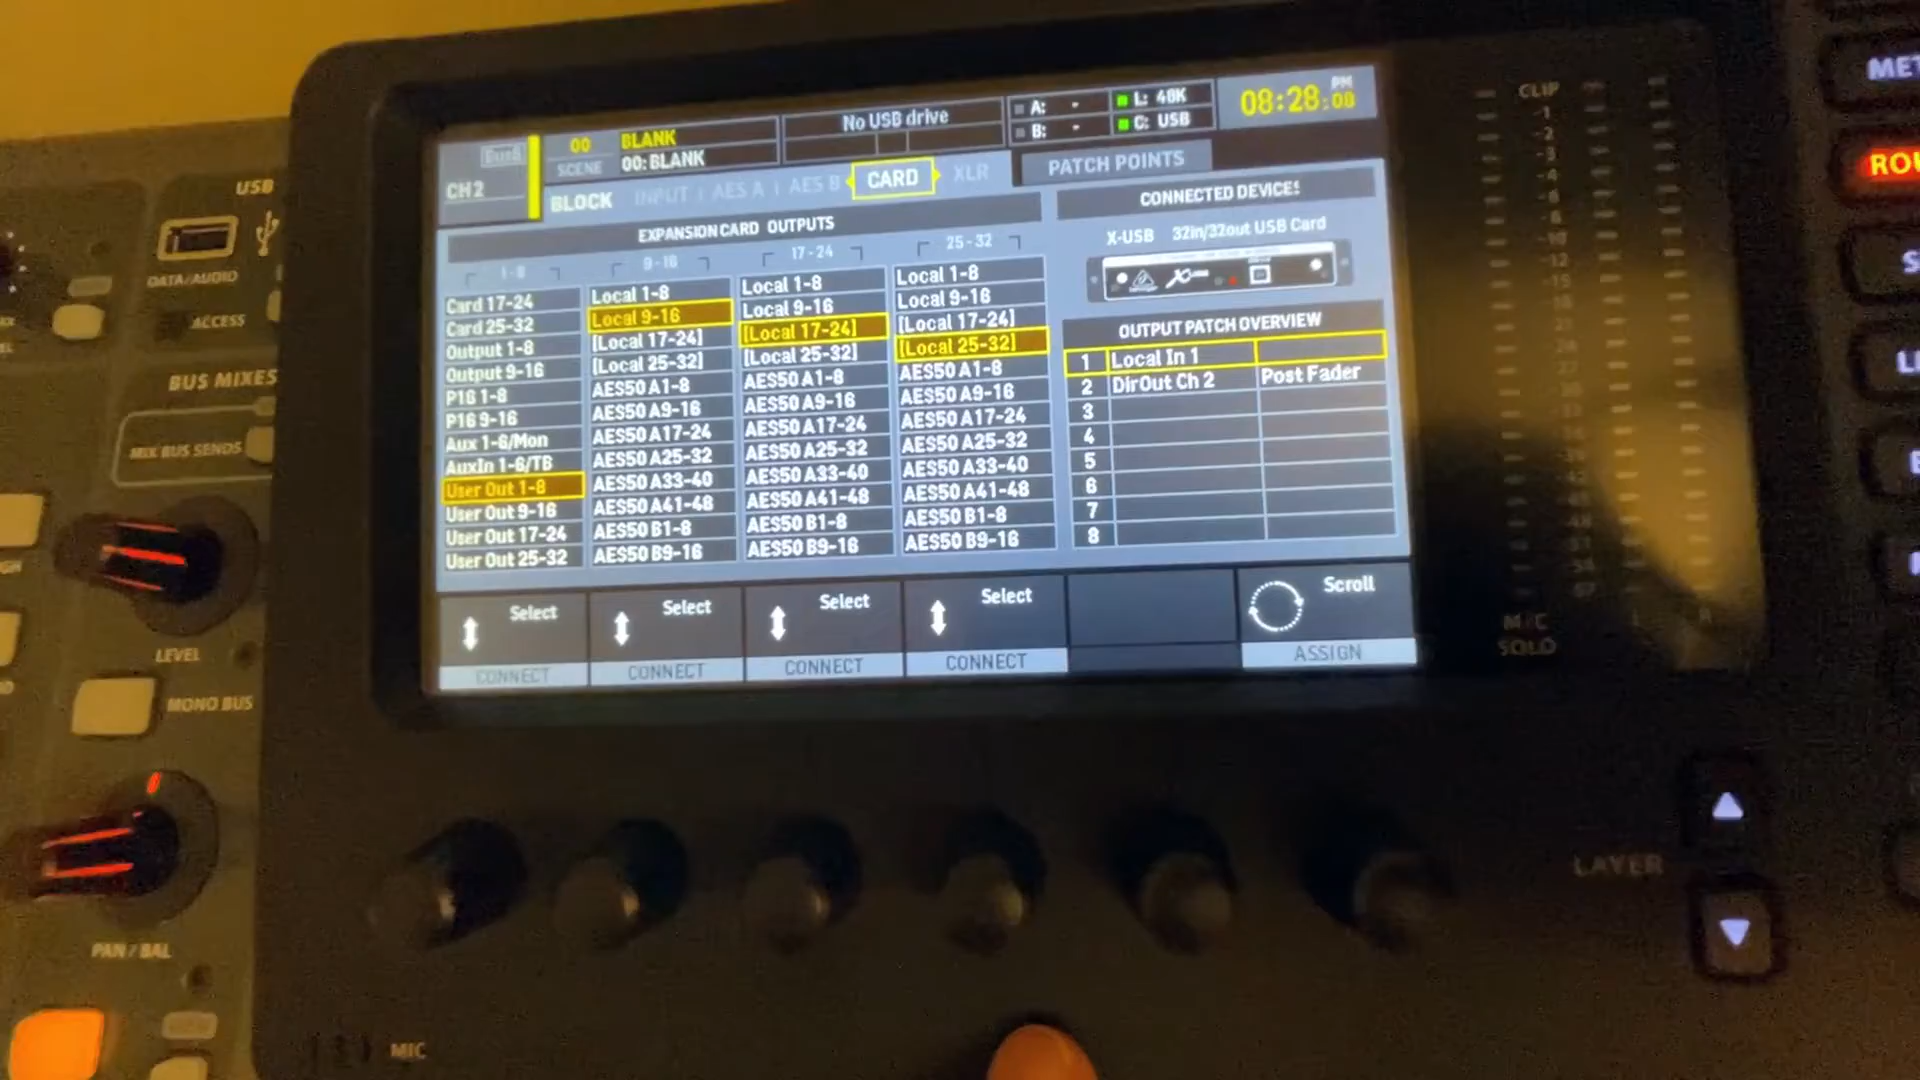 USB
DATA/AUDIO
ACCESS
BUS MIXES
MIX BUS SENDS
LEVEL
MONO BUS
PAN / BAL
MIC
CH2
00
SCENE
BLANK
00: BLANK
No USB drive
A: -
B: -
L: 48K
C: USB
08:28:00 PM
BLOCK
INPUT | AES A | AES B
CARD
XLR
PATCH POINTS
EXPANSION CARD OUTPUTS
1-8
Card 17-24
Card 25-32
Output 1-8
Output 9-16
P16 1-8
P16 9-16
Aux 1-6/Mon
AuxIn 1-6/TB
User Out 1-8
User Out 9-16
User Out 17-24
User Out 25-32
9-16
Local 1-8
Local 9-16
[Local 17-24]
[Local 25-32]
AES50 A1-8
AES50 A9-16
AES50 A17-24
AES50 A25-32
AES50 A33-40
AES50 A41-48
AES50 B1-8
AES50 B9-16
17-24
Local 1-8
Local 9-16
[Local 17-24]
[Local 25-32]
AES50 A1-8
AES50 A9-16
AES50 A17-24
AES50 A25-32
AES50 A33-40
AES50 A41-48
AES50 B1-8
AES50 B9-16
25-32
Local 1-8
Local 9-16
[Local 17-24]
[Local 25-32]
AES50 A1-8
AES50 A9-16
AES50 A17-24
AES50 A25-32
AES50 A33-40
AES50 A41-48
AES50 B1-8
AES50 B9-16
CONNECTED DEVICES
X-USB 32in/32out USB Card
OUTPUT PATCH OVERVIEW
1 Local In 1
2 DirOut Ch 2 Post Fader
3
4
5
6
7
8
Select
Select
Select
Select
Scroll
CONNECT
CONNECT
CONNECT
CONNECT
ASSIGN
CLIP
-1
-2
-3
-4
M/C
SOLO
L
R
LAYER
MET
ROU